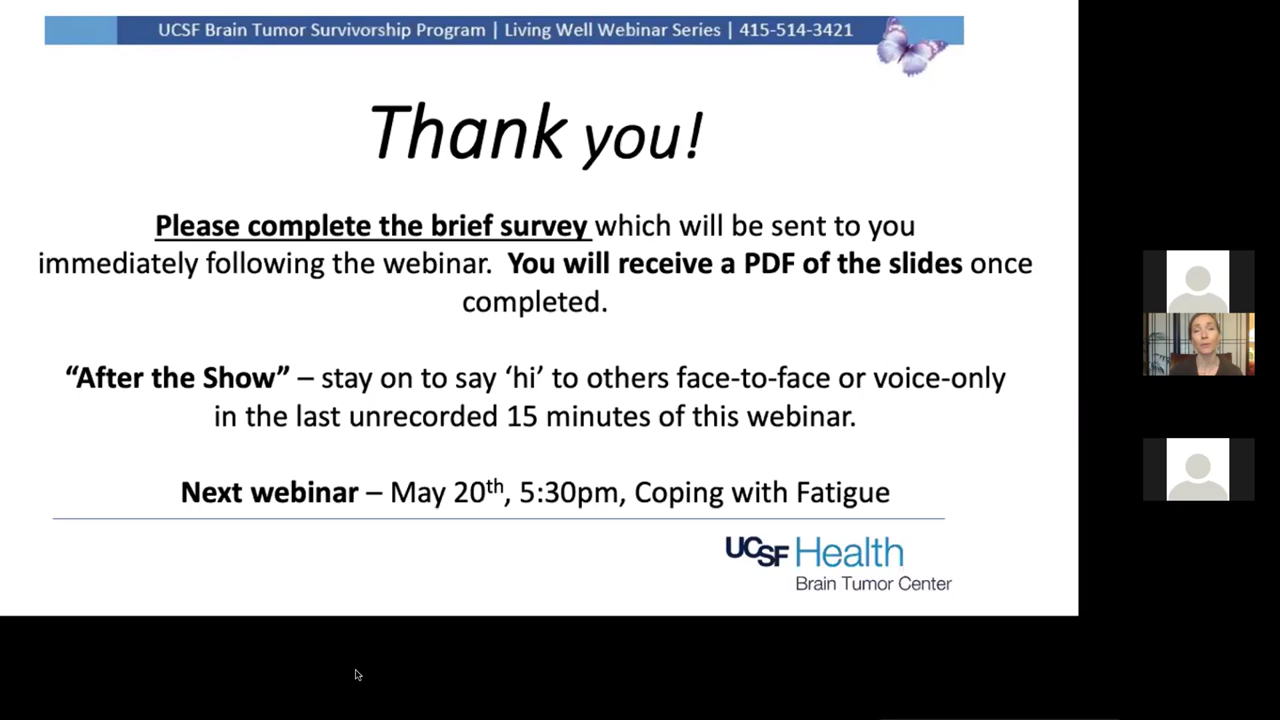 UCSF Brain Tumor Survivorship Program | Living Well Webinar Series | 415-514-3421
Thank you!
Please complete the brief survey which will be sent to you
immediately following the webinar. You will receive a PDF of the slides once
completed.
“After the Show” – stay on to say ‘hi’ to others face-to-face or voice-only
in the last unrecorded 15 minutes of this webinar.
Next webinar – May 20th, 5:30pm, Coping with Fatigue
UCSF Health
Brain Tumor Center